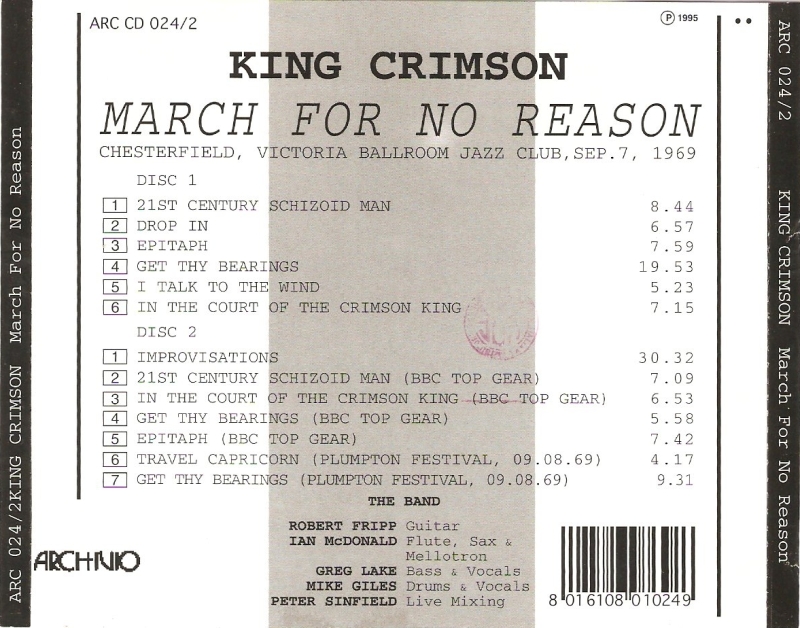 ARC CD 024/2
Ⓟ 1995
KING CRIMSON
MARCH FOR NO REASON
CHESTERFIELD, VICTORIA BALLROOM JAZZ CLUB,SEP.7, 1969
DISC 1
1 21ST CENTURY SCHIZOID MAN 8.44
2 DROP IN 6.57
3 EPITAPH 7.59
4 GET THY BEARINGS 19.53
5 I TALK TO THE WIND 5.23
6 IN THE COURT OF THE CRIMSON KING 7.15
DISC 2
1 IMPROVISATIONS 30.32
2 21ST CENTURY SCHIZOID MAN (BBC TOP GEAR) 7.09
3 IN THE COURT OF THE CRIMSON KING (BBC TOP GEAR) 6.53
4 GET THY BEARINGS (BBC TOP GEAR) 5.58
5 EPITAPH (BBC TOP GEAR) 7.42
6 TRAVEL CAPRICORN (PLUMPTON FESTIVAL, 09.08.69) 4.17
7 GET THY BEARINGS (PLUMPTON FESTIVAL, 09.08.69) 9.31
THE BAND
ROBERT FRIPP Guitar
IAN McDONALD Flute, Sax &
Mellotron
GREG LAKE Bass & Vocals
MIKE GILES Drums & Vocals
PETER SINFIELD Live Mixing
ARCHIVIO
8 016108 010249
ARC 024/2KING CRIMSON March For No Reason
ARC 024/2 KING CRIMSON March For No Reason